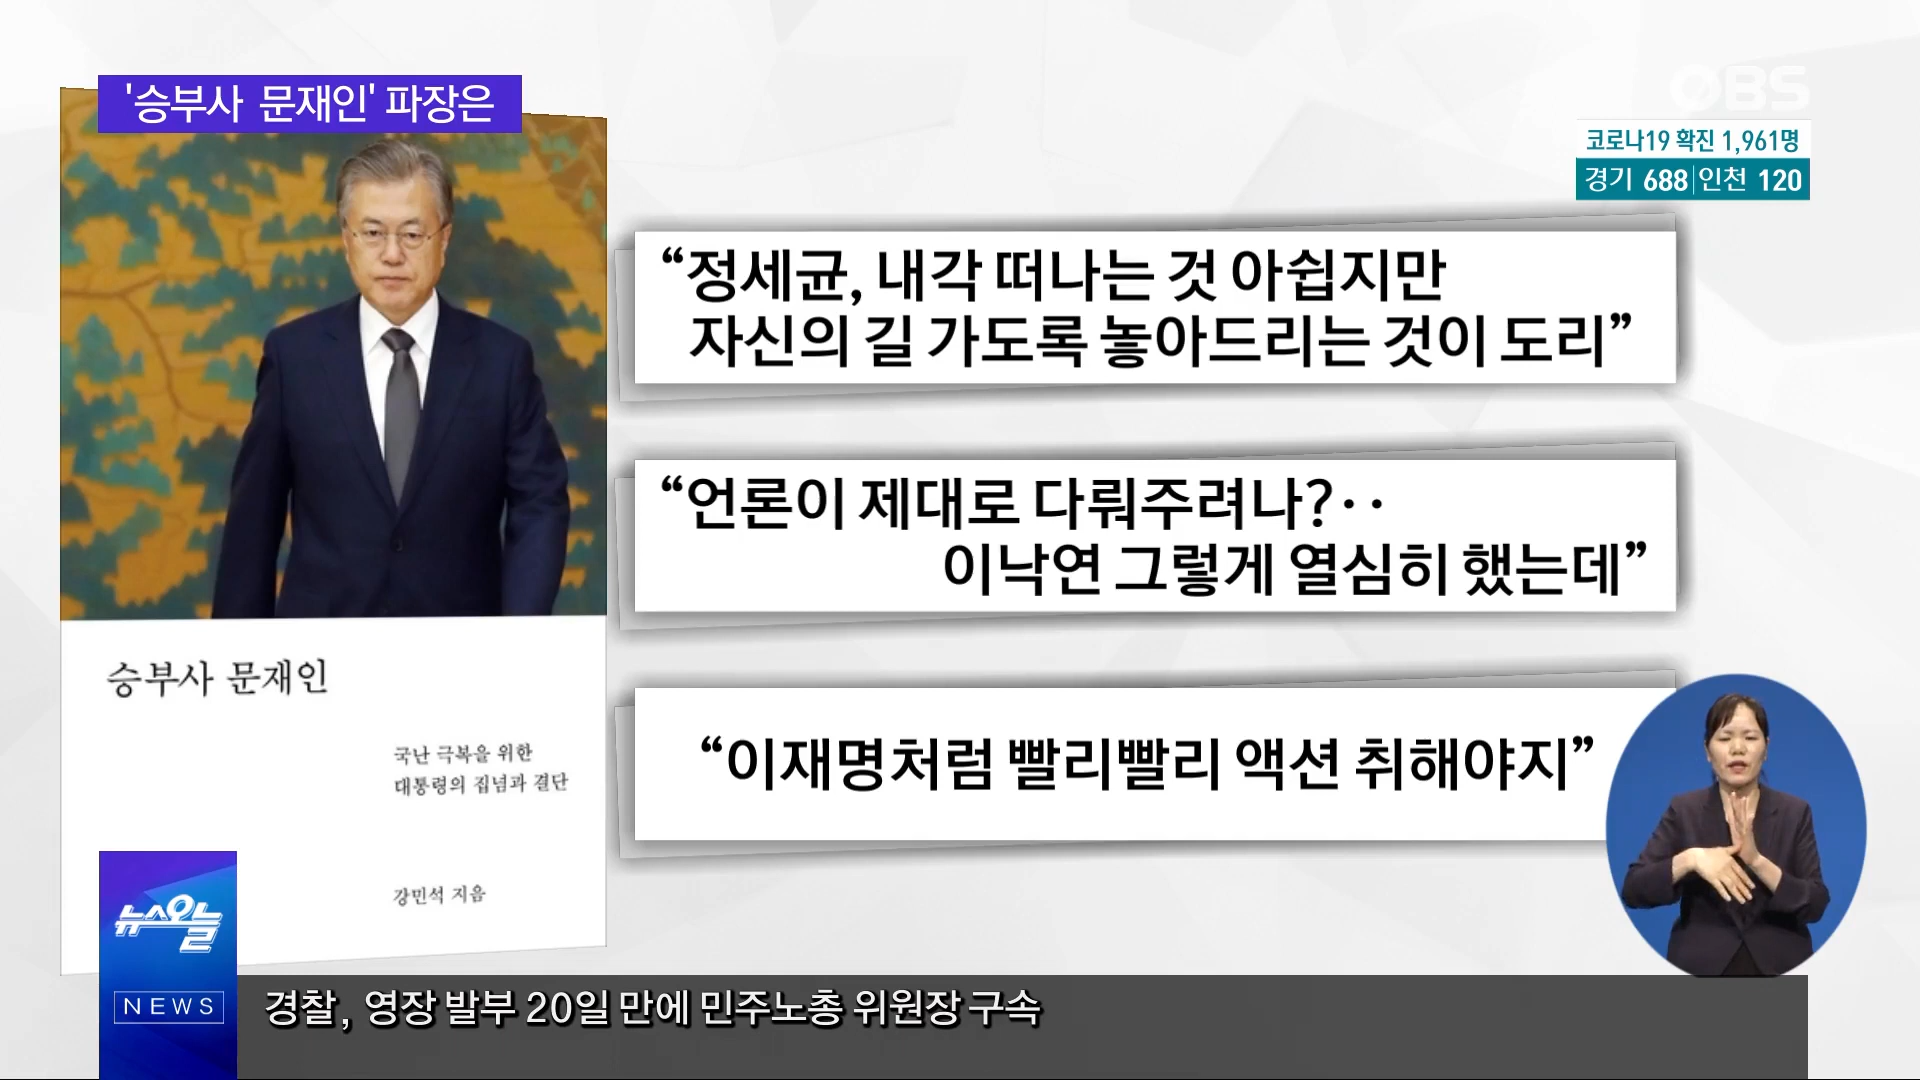 '승부사 문재인' 파장은
OBS
코로나19 확진 1,961명
경기 688 인천 120
“정세균, 내각 떠나는 것 아쉽지만
자신의 길 가도록 놓아드리는 것이 도리”
“언론이 제대로 다뤄주려나?··
이낙연 그렇게 열심히 했는데”
“이재명처럼 빨리빨리 액션 취해야지”
승부사 문재인
국난 극복을 위한
대통령의 집념과 결단
강민석 지음
뉴스오늘
NEWS
경찰, 영장 발부 20일 만에 민주노총 위원장 구속